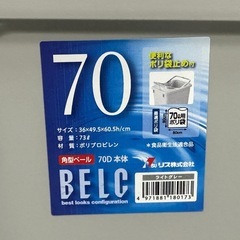 70
便利な
ポリ袋止め付
サイズ:36×49.5×60.5h/cm
容量:73ℓ
材質:ポリプロピレン
70ℓ用
ポリ袋
★食品衛生法適合品
角型ペール
70D 本体
リス株式会社
BELC
best looks configuration
ライトグレー
4 971881 180173